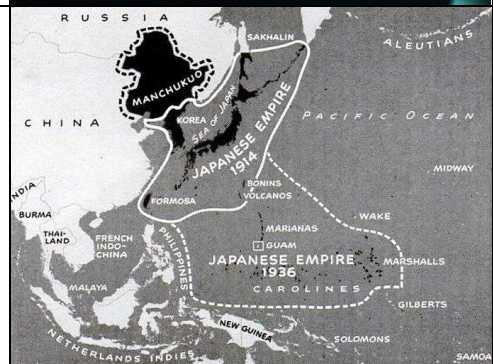 RUSSIA
SAKHALIN
ALEUTIANS
MANCHUKUO
CHINA
KOREA
SEA OF JAPAN
PACIFIC OCEAN
JAPANESE EMPIRE
1914
MIDWAY
INDIA
BONINS
VOLCANOS
FORMOSA
BURMA
WAKE
THAI-
LAND
FRENCH
INDO-
CHINA
PHILIPPINES
MARIANAS
GUAM
JAPANESE EMPIRE
1936
MARSHALLS
MALAYA
CAROLINES
GILBERTS
NEW GUINEA
NETHERLANDS INDIES
SOLOMONS
SAMOA